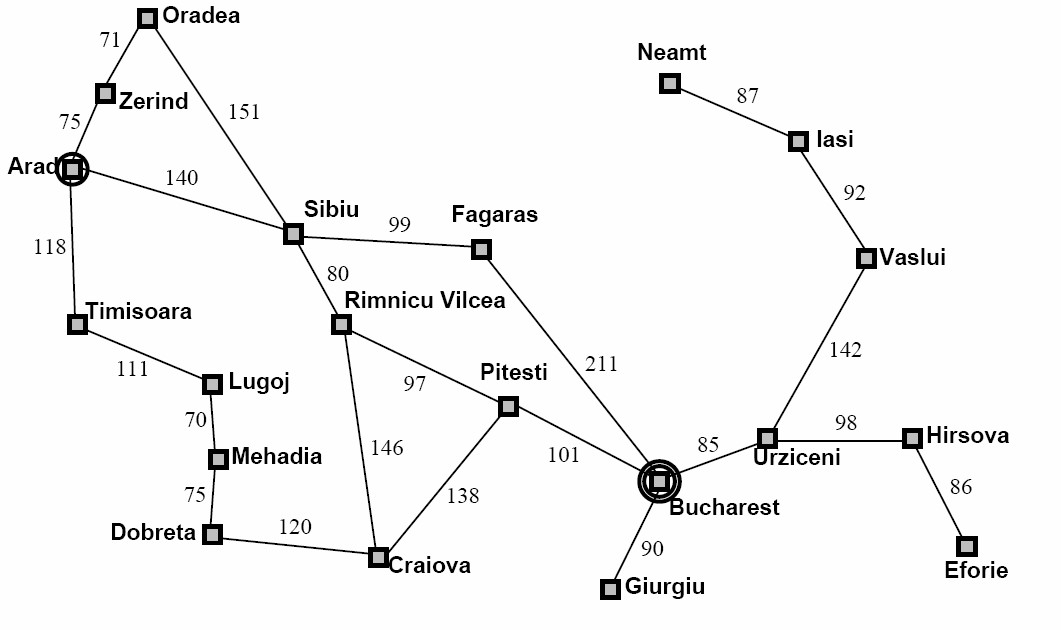 Oradea
71
Neamt
Zerind
87
151
75
Iasi
Arad
140
92
Sibiu
Fagaras
99
118
Vaslui
80
Timisoara
Rimnicu Vilcea
142
111
211
Lugoj
97
Pitesti
70
98
Hirsova
146
85
Mehadia
101
Urziceni
75
138
86
Bucharest
Dobreta
120
90
Craiova
Eforie
Giurgiu